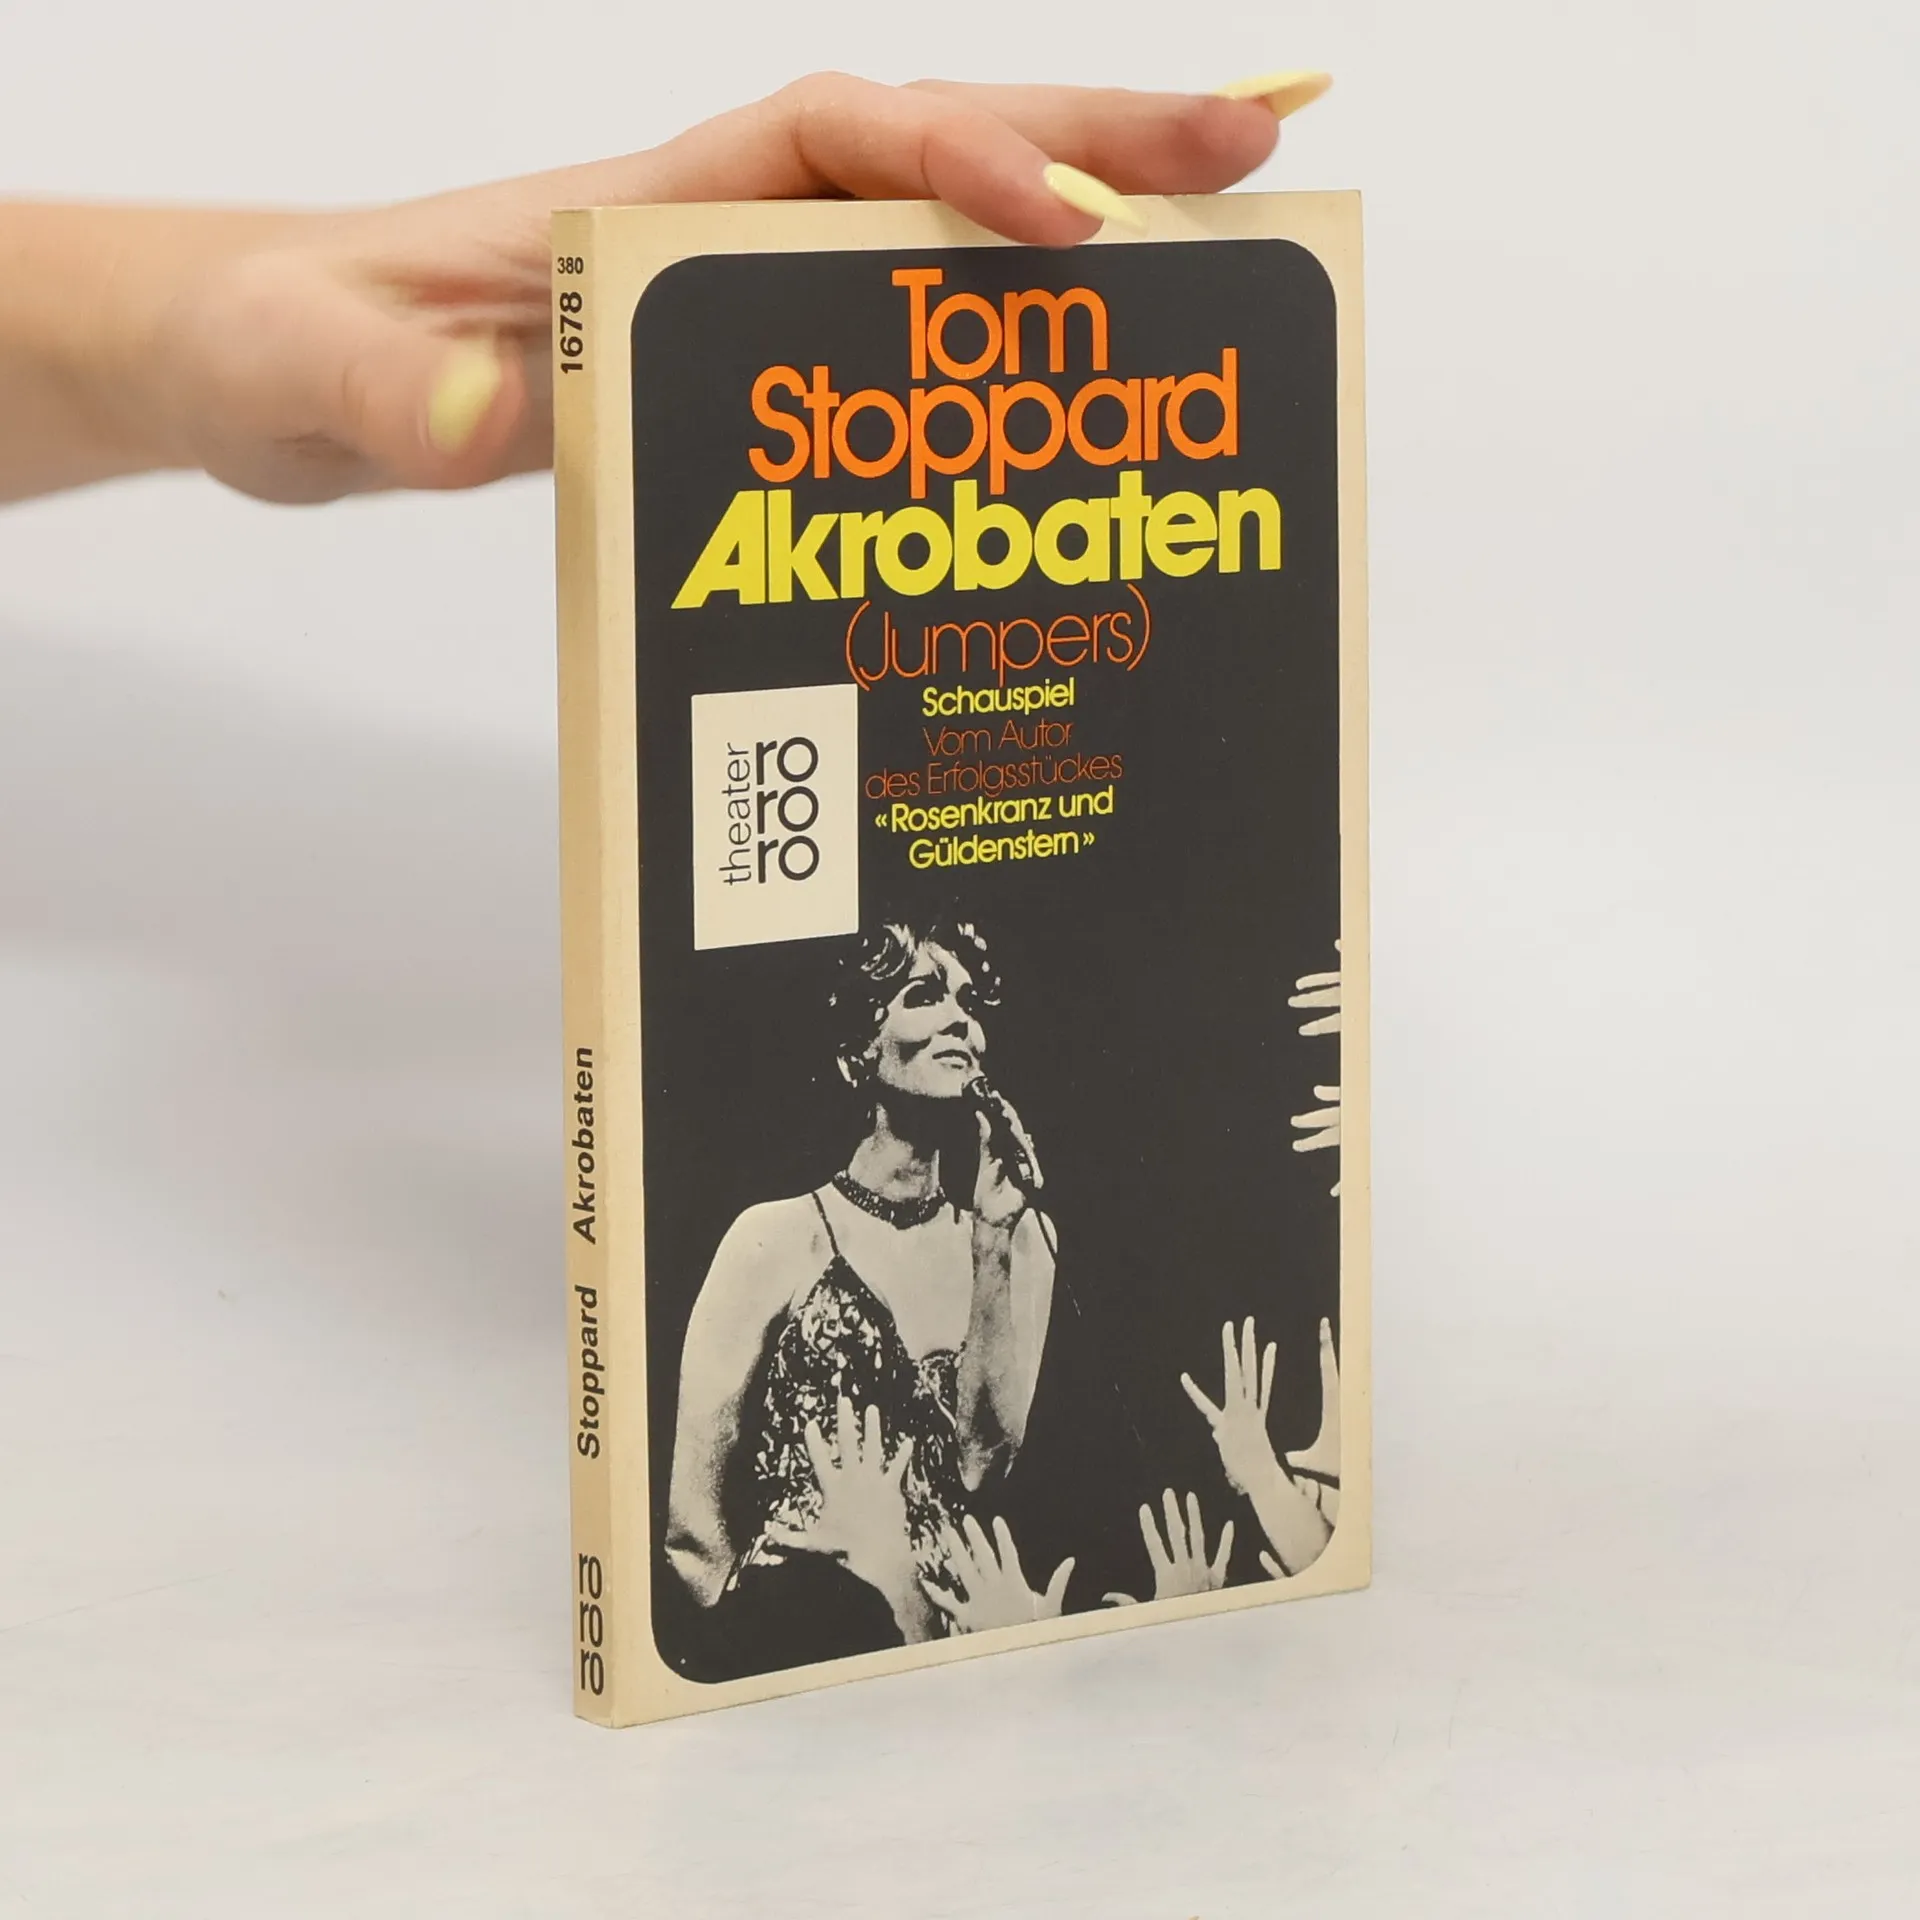 380
1678
Stoppard Akrobaten
ro
ro
ro
Tom
Stoppard
Akrobaten
(Jumpers)
Schauspiel
Vom Autor
des Erfolgsstückes
«Rosenkranz und
Güldenstern»
theater
ro
ro
ro